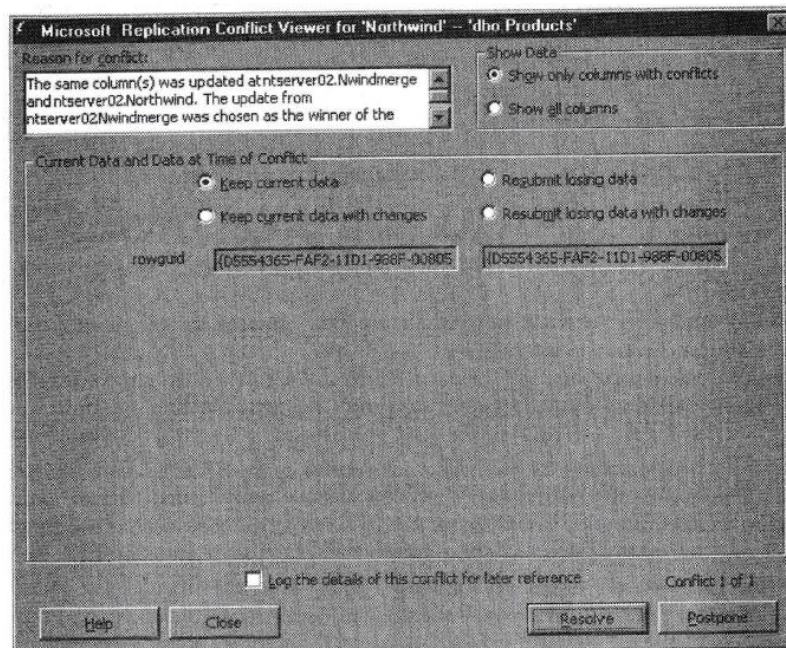 Microsoft Replication Conflict Viewer for 'Northwind' -- 'dbo Products'
Reason for conflict:
The same column(s) was updated at ntserver02.Nwindmerge
and ntserver02.Northwind. The update from
ntserver02Nwindmerge was chosen as the winner of the
Show Data
Show only columns with conflicts
Show all columns
Current Data and Data at Time of Conflict
Keep current data
Resubmit losing data
Keep current data with changes
Resubmit losing data with changes
rowguid
{D5554365-FAF2-11D1-988F-00805
{D5554365-FAF2-11D1-988F-00805
Log the details of this conflict for later reference
Conflict 1 of 1
Help
Close
Resolve
Postpone